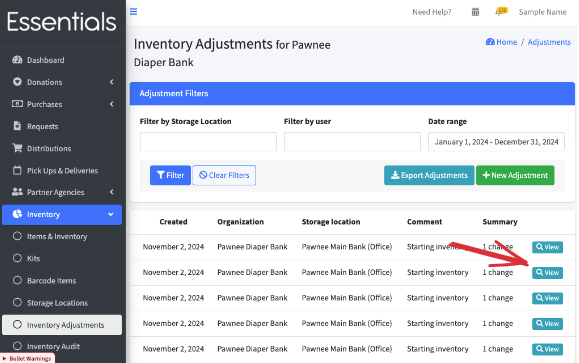 Essentials
Dashboard
Donations
Purchases
Requests
Distributions
Pick Ups & Deliveries
Partner Agencies
Inventory
Items & Inventory
Kits
Barcode Items
Storage Locations
Inventory Adjustments
Inventory Audit
Bullet Warnings
Need Help?
Sample Name
Inventory Adjustments for Pawnee
Diaper Bank
Home / Adjustments
Adjustment Filters
Filter by Storage Location Filter by user Date range
January 1, 2024 - December 31, 2024
Filter Clear Filters Export Adjustments New Adjustment
Created Organization Storage location Comment Summary
November 2, 2024 Pawnee Diaper Bank Pawnee Main Bank (Office) Starting inventory 1 change View
November 2, 2024 Pawnee Diaper Bank Pawnee Main Bank (Office) Starting inventory 1 change View
November 2, 2024 Pawnee Diaper Bank Pawnee Main Bank (Office) Starting inventory 1 change View
November 2, 2024 Pawnee Diaper Bank Pawnee Main Bank (Office) Starting inventory 1 change View
November 2, 2024 Pawnee Diaper Bank Pawnee Main Bank (Office) Starting inventory 1 change View